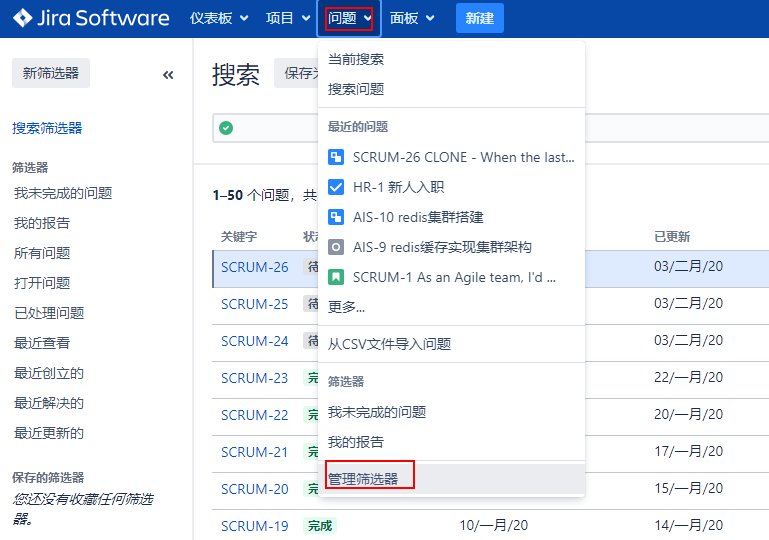 Jira Software 仪表板 项目 问题 面板 新建
新筛选器
搜索筛选器
筛选器
我未完成的问题
我的报告
所有问题
打开问题
已处理问题
最近查看
最近创立的
最近解决的
最近更新的
保存的筛选器
您还没有收藏任何筛选
器。
搜索 保存
当前搜索
搜索问题
最近的问题
SCRUM-26 CLONE - When the last...
HR-1 新人入职
AIS-10 redis集群搭建
AIS-9 redis缓存实现集群架构
SCRUM-1 As an Agile team, I'd ...
更多...
从CSV文件导入问题
筛选器
我未完成的问题
我的报告
管理筛选器
1–50 个问题，共
关键字 已更新
SCRUM-26 待 03/二月/20
SCRUM-25 待 03/二月/20
SCRUM-24 待 03/二月/20
SCRUM-23 完 22/一月/20
SCRUM-22 完 20/一月/20
SCRUM-21 完 17/一月/20
SCRUM-20 完 15/一月/20
SCRUM-19 完成 10/一月/20 14/一月/20